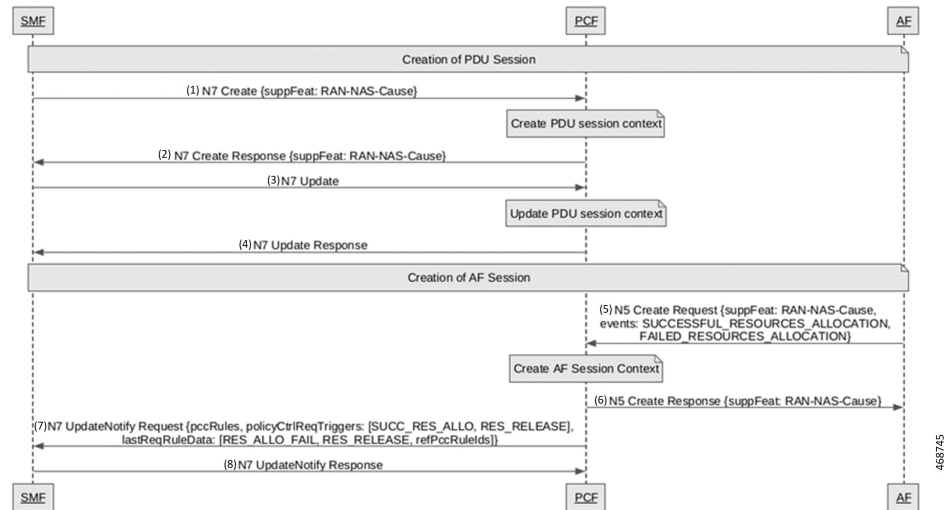 SMF PCF AF
Creation of PDU Session
(1) N7 Create {suppFeat: RAN-NAS-Cause}
Create PDU session context
(2) N7 Create Response {suppFeat: RAN-NAS-Cause}
(3) N7 Update
Update PDU session context
(4) N7 Update Response
Creation of AF Session
(5) N5 Create Request {suppFeat: RAN-NAS-Cause,
events: SUCCESSFUL_RESOURCES_ALLOCATION,
FAILED_RESOURCES_ALLOCATION}
Create AF Session Context
(6) N5 Create Response {suppFeat: RAN-NAS-Cause}
(7) N7 UpdateNotify Request {pccRules, policyCtrlReqTriggers: [SUCC_RES_ALLO, RES_RELEASE],
lastReqRuleData: [RES_ALLO_FAIL, RES_RELEASE, refPccRuleIds]}
(8) N7 UpdateNotify Response
SMF PCF AF
468745